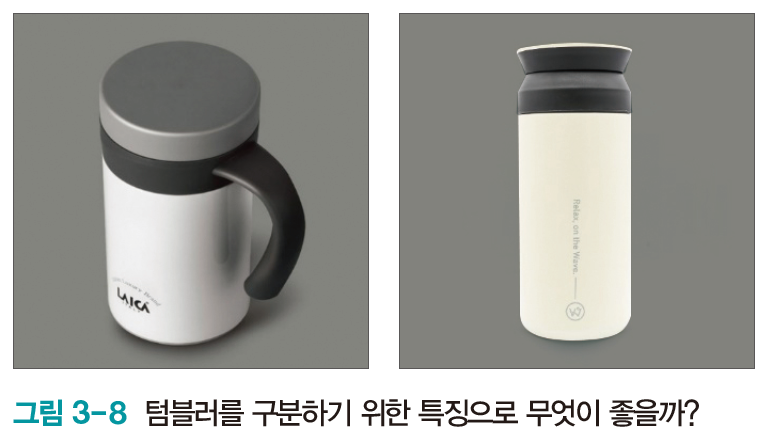 LAICA
Relax, on the Wave.
그림 3-8 텀블러를 구분하기 위한 특징으로 무엇이 좋을까?